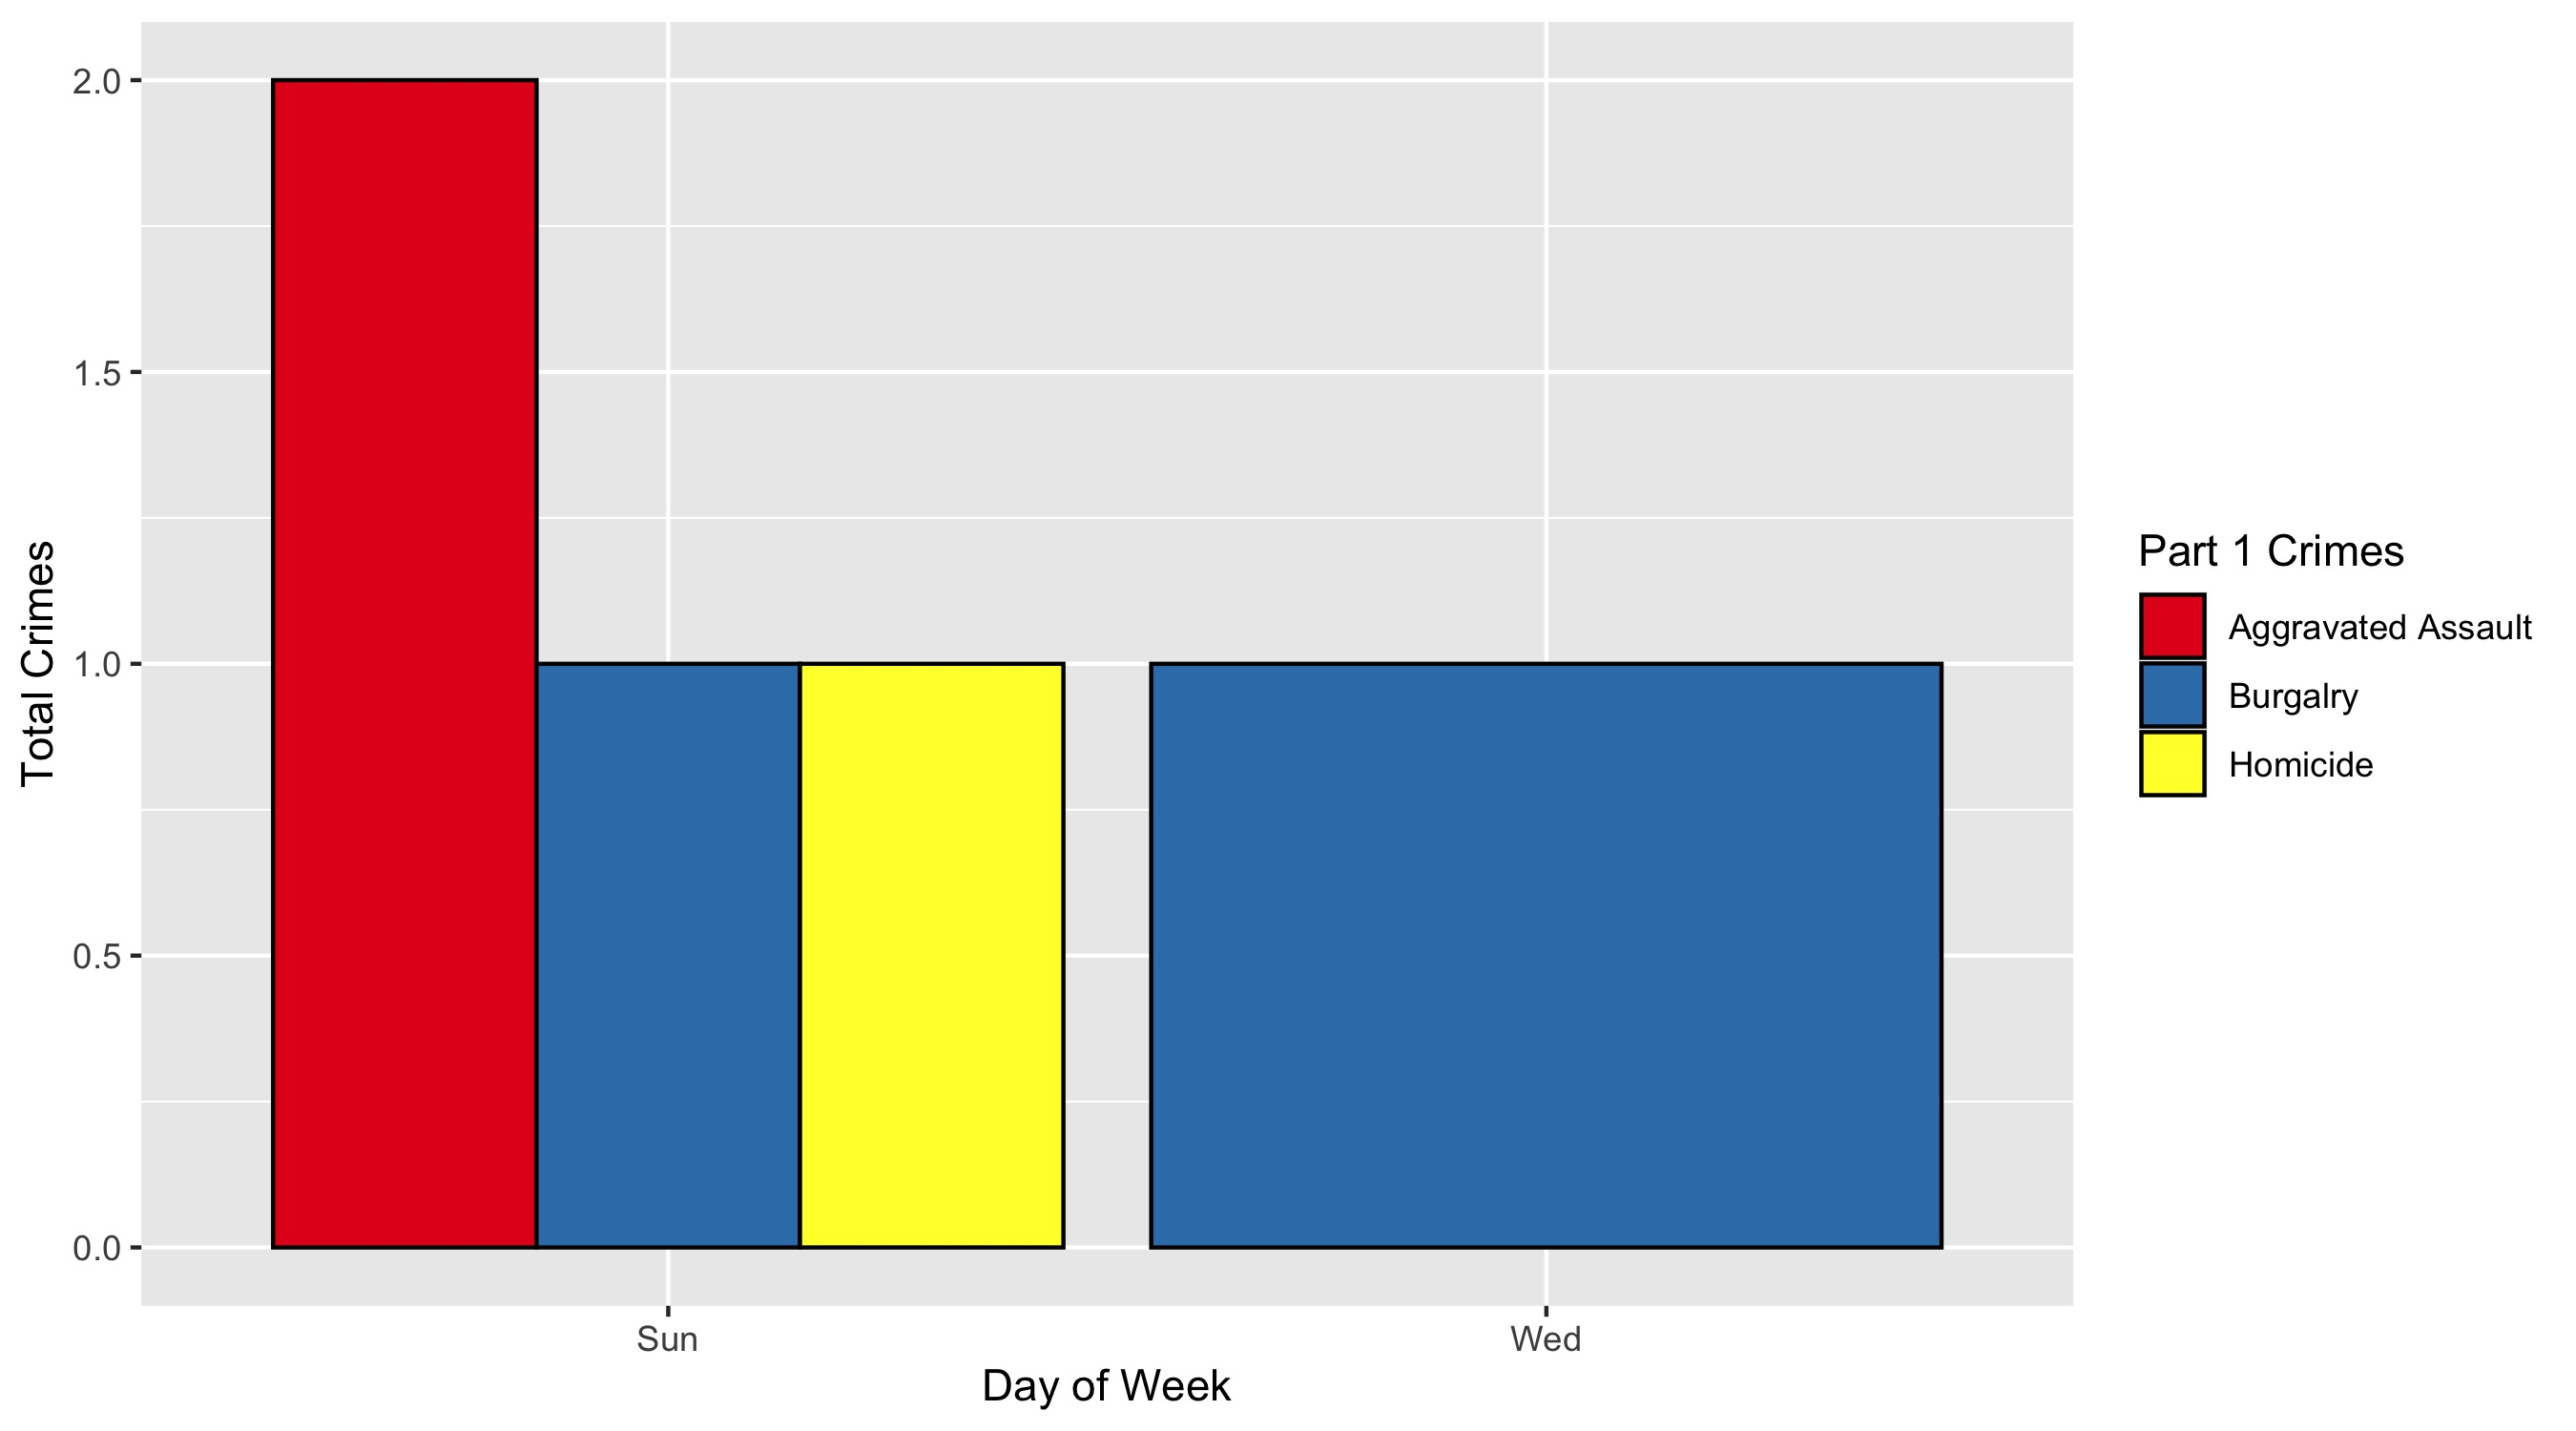 2.0
1.5
1.0
0.5
0.0
Total Crimes
Sun
Wed
Day of Week
Part 1 Crimes
Aggravated Assault
Burgalry
Homicide